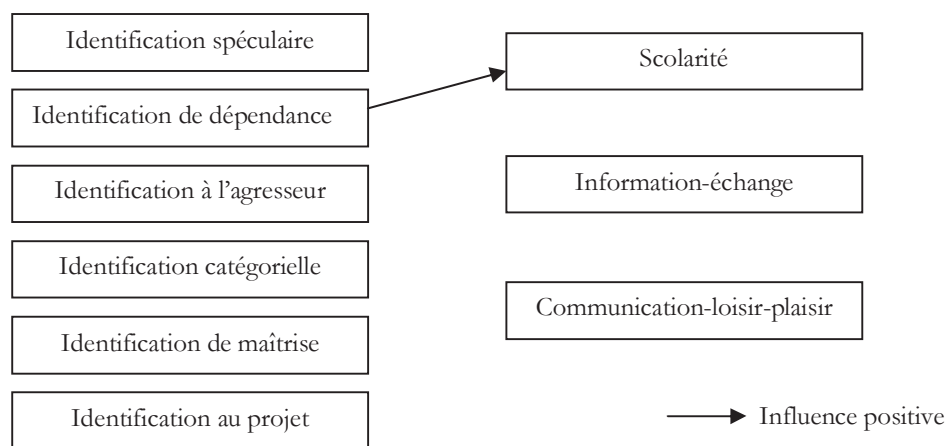 Identification spéculaire
Identification de dépendance
Identification à l'agresseur
Identification catégorielle
Identification de maîtrise
Identification au projet
Scolarité
Information-échange
Communication-loisir-plaisir
Influence positive